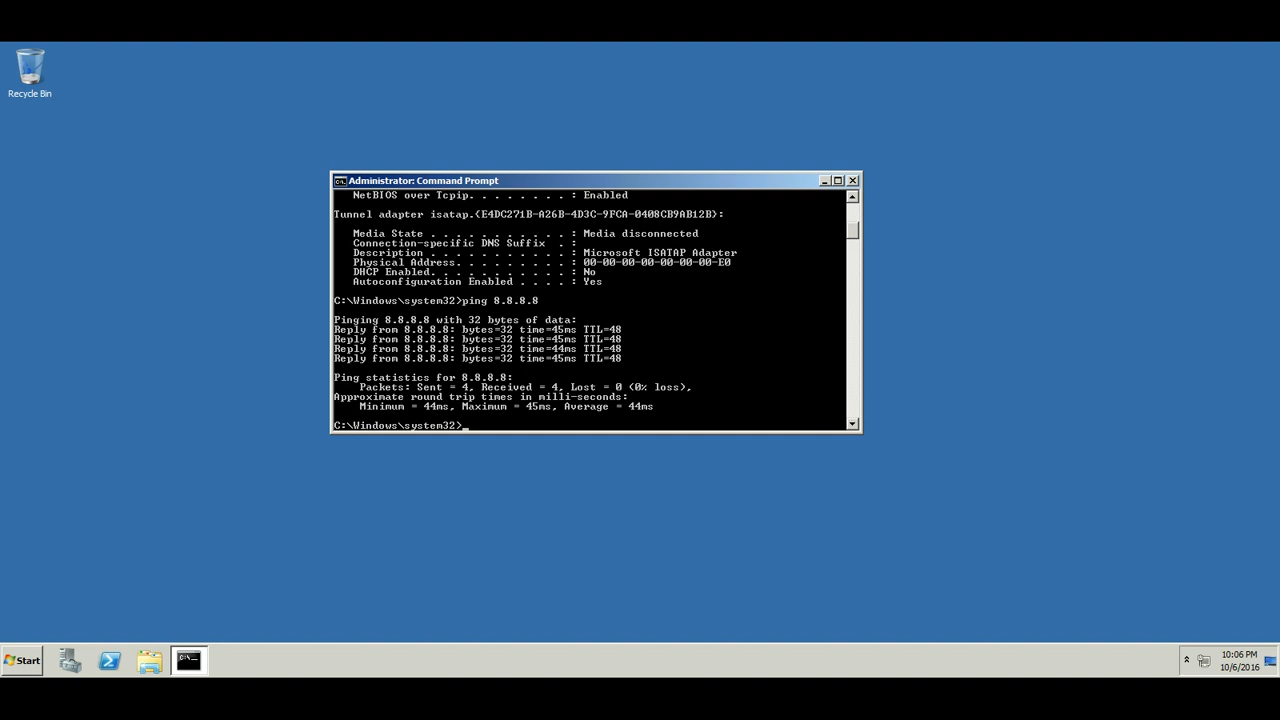 Recycle Bin
Administrator: Command Prompt
NetBIOS over Tcpip. . . . . . . . : Enabled
Tunnel adapter isatap.{E4DC271B-A26B-4D3C-9FCA-0408CB9AB12B}:
Media State . . . . . . . . . . . : Media disconnected
Connection-specific DNS Suffix  . :
Description . . . . . . . . . . . : Microsoft ISATAP Adapter
Physical Address. . . . . . . . . : 00-00-00-00-00-00-00-E0
DHCP Enabled. . . . . . . . . . . : No
Autoconfiguration Enabled . . . . : Yes
C:\Windows\system32>ping 8.8.8.8
Pinging 8.8.8.8 with 32 bytes of data:
Reply from 8.8.8.8: bytes=32 time=45ms TTL=48
Reply from 8.8.8.8: bytes=32 time=45ms TTL=48
Reply from 8.8.8.8: bytes=32 time=44ms TTL=48
Reply from 8.8.8.8: bytes=32 time=45ms TTL=48
Ping statistics for 8.8.8.8:
Packets: Sent = 4, Received = 4, Lost = 0 (0% loss),
Approximate round trip times in milli-seconds:
Minimum = 44ms, Maximum = 45ms, Average = 44ms
C:\Windows\system32>_
Start
10:06 PM
10/6/2016